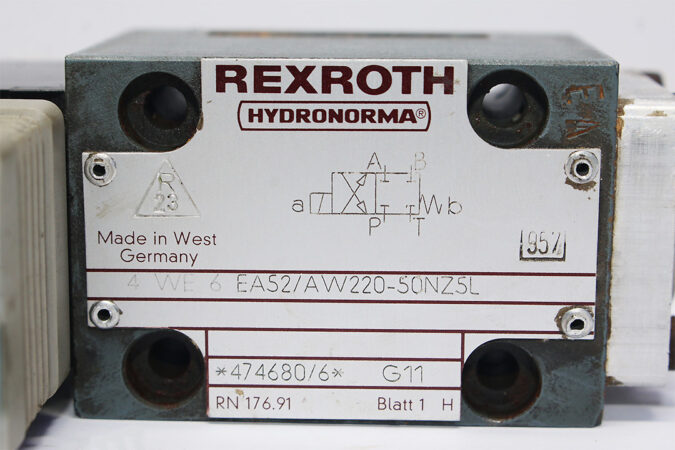 REXROTH
HYDRONORMA®
EA
R
23
A B
a
W b
P T
Made in West
Germany
957
4 WE 6 EA52/AW220-50NZ5L
*474680/6* G11
RN 176.91 Blatt 1 H